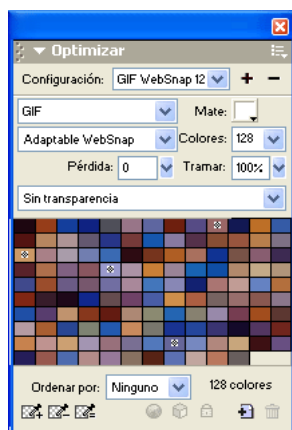 Optimizar
Configuración: GIF WebSnap 12
GIF Mate:
Adaptable WebSnap Colores: 128
Pérdida: 0 Tramar: 100%
Sin transparencia
Ordenar por: Ninguno 128 colores